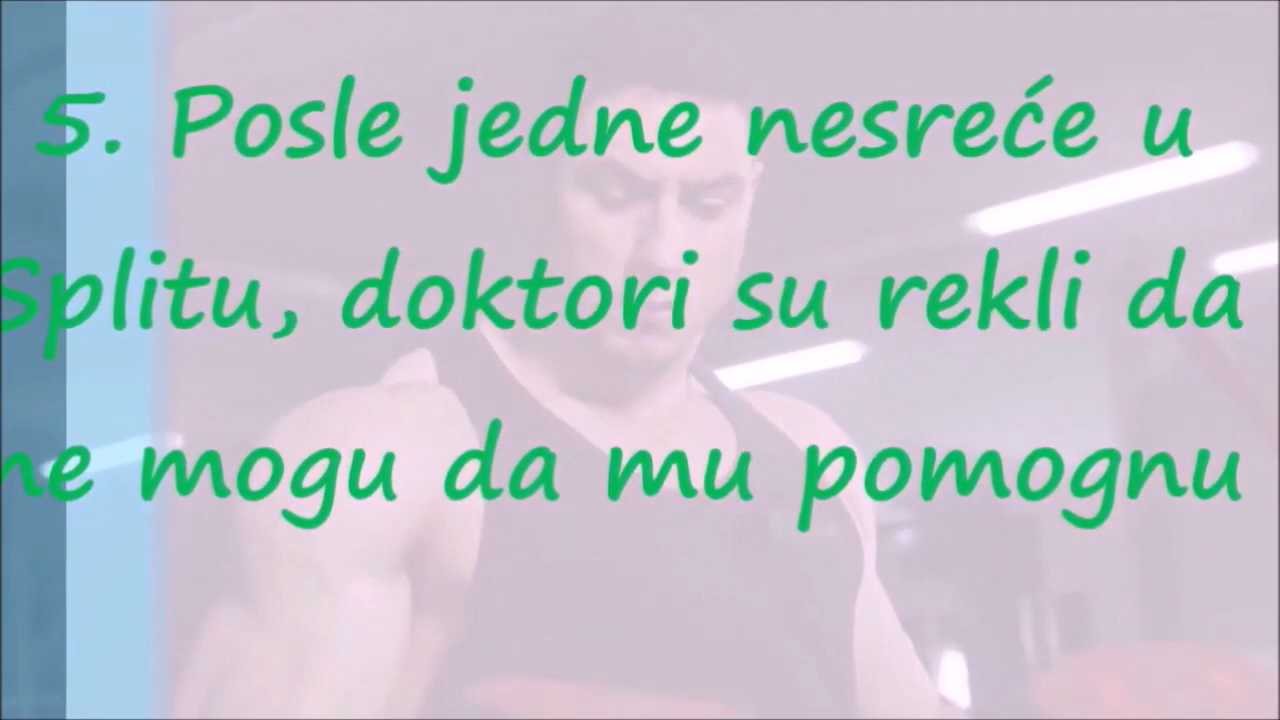 5. Posle jedne nesreće u
Splitu, doktori su rekli da
ne mogu da mu pomognu